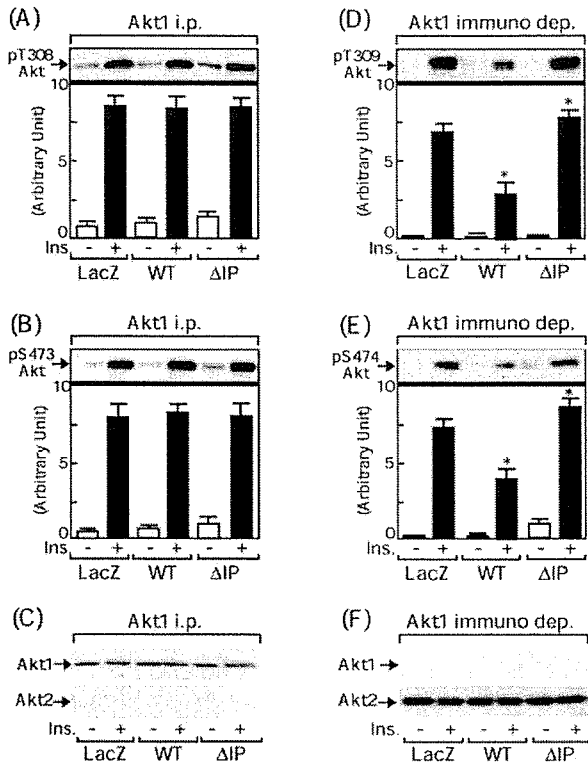 (A)
Akt1 i.p.
pT308
Akt
10
5
0
(Arbitrary Unit)
Ins. - + - + - +
LacZ WT ΔIP
(B)
Akt1 i.p.
pS473
Akt
10
5
0
(Arbitrary Unit)
Ins. - + - + - +
LacZ WT ΔIP
(C)
Akt1 i.p.
Akt1
Akt2
Ins. - + - + - +
LacZ WT ΔIP
(D)
Akt1 immuno dep.
pT309
Akt
10
5
0
(Arbitrary Unit)
* *
Ins. - + - + - +
LacZ WT ΔIP
(E)
Akt1 immuno dep.
pS474
Akt
10
5
0
(Arbitrary Unit)
* *
Ins. - + - + - +
LacZ WT ΔIP
(F)
Akt1 immuno dep.
Akt1
Akt2
Ins. - + - + - +
LacZ WT ΔIP